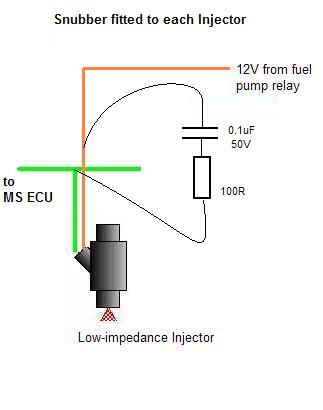 Snubber fitted to each Injector
12V from fuel
pump relay
0.1uF
50V
100R
to
MS ECU
Low-impedance Injector